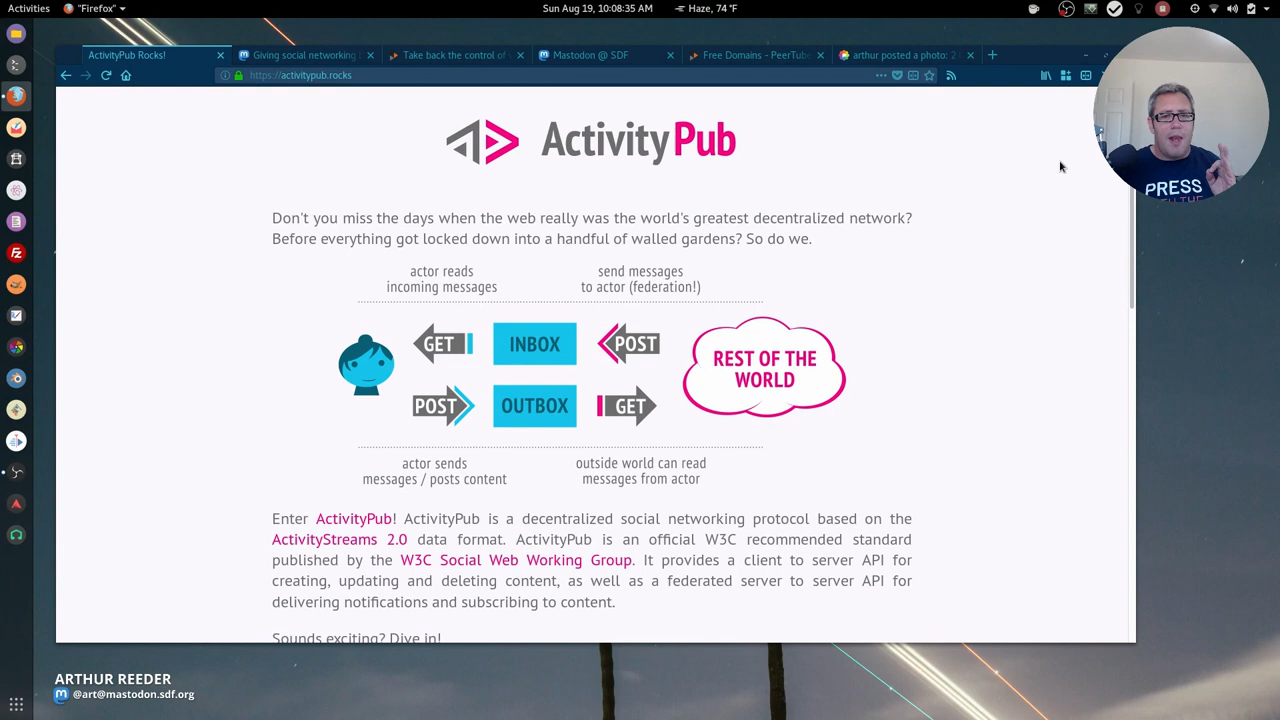 Activities
"Firefox"
Sun Aug 19, 10:08:35 AM
Haze, 74 °F
ActivityPub Rocks!
Giving social networking
Take back the control of
Mastodon @ SDF
Free Domains - PeerTube
arthur posted a photo: 2
https://activitypub.rocks
ActivityPub
Don't you miss the days when the web really was the world's greatest decentralized network?
Before everything got locked down into a handful of walled gardens? So do we.
actor reads
incoming messages
send messages
to actor (federation!)
GET
INBOX
POST
REST OF THE
WORLD
POST
OUTBOX
GET
actor sends
messages / posts content
outside world can read
messages from actor
Enter ActivityPub! ActivityPub is a decentralized social networking protocol based on the
ActivityStreams 2.0 data format. ActivityPub is an official W3C recommended standard
published by the W3C Social Web Working Group. It provides a client to server API for
creating, updating and deleting content, as well as a federated server to server API for
delivering notifications and subscribing to content.
Sounds exciting? Dive in!
PRESS
ARTHUR REEDER
@art@mastodon.sdf.org